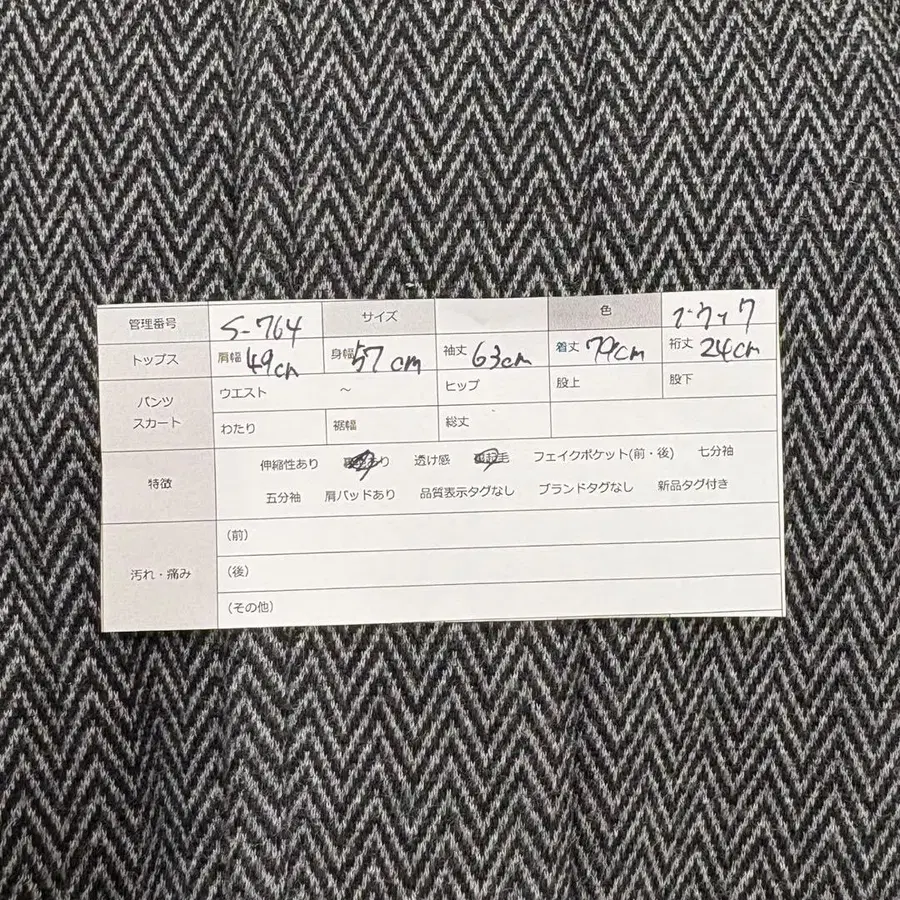 管理番号 S-764 サイズ 色
トップス 肩幅 49cm 身幅 57cm 袖丈 63cm 着丈 79cm 裄丈 24cm
パンツ スカート ウエスト ～ ヒップ 股上 股下
わたり 裾幅 総丈
特徴 伸縮性あり あり 透け感 フェイクポケット(前・後) 七分袖
五分袖 肩パッドあり 品質表示タグなし ブランドタグなし 新品タグ付き
汚れ・痛み (前)
(後)
(その他)